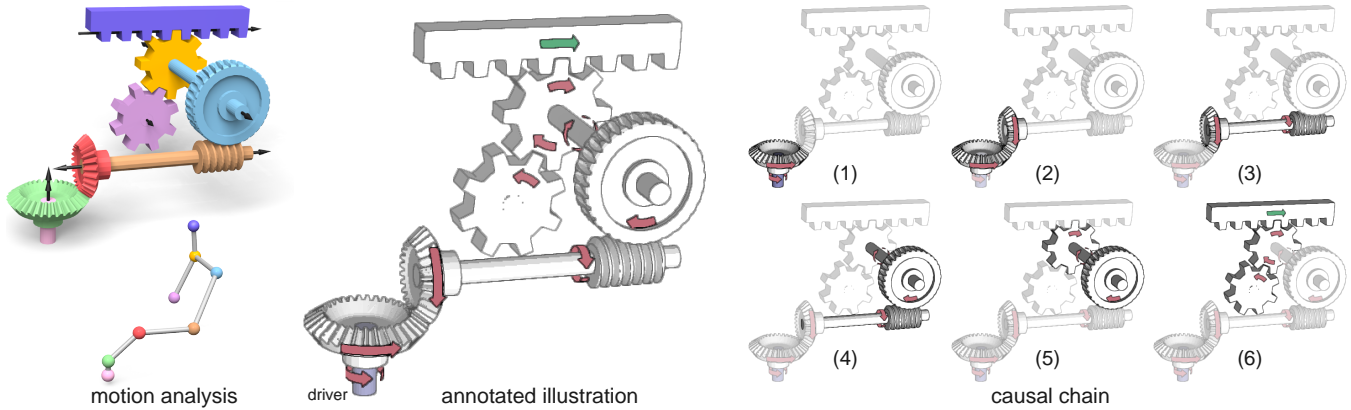 (1)
(2)
(3)
(4)
(5)
(6)
driver
motion analysis
annotated illustration
causal chain